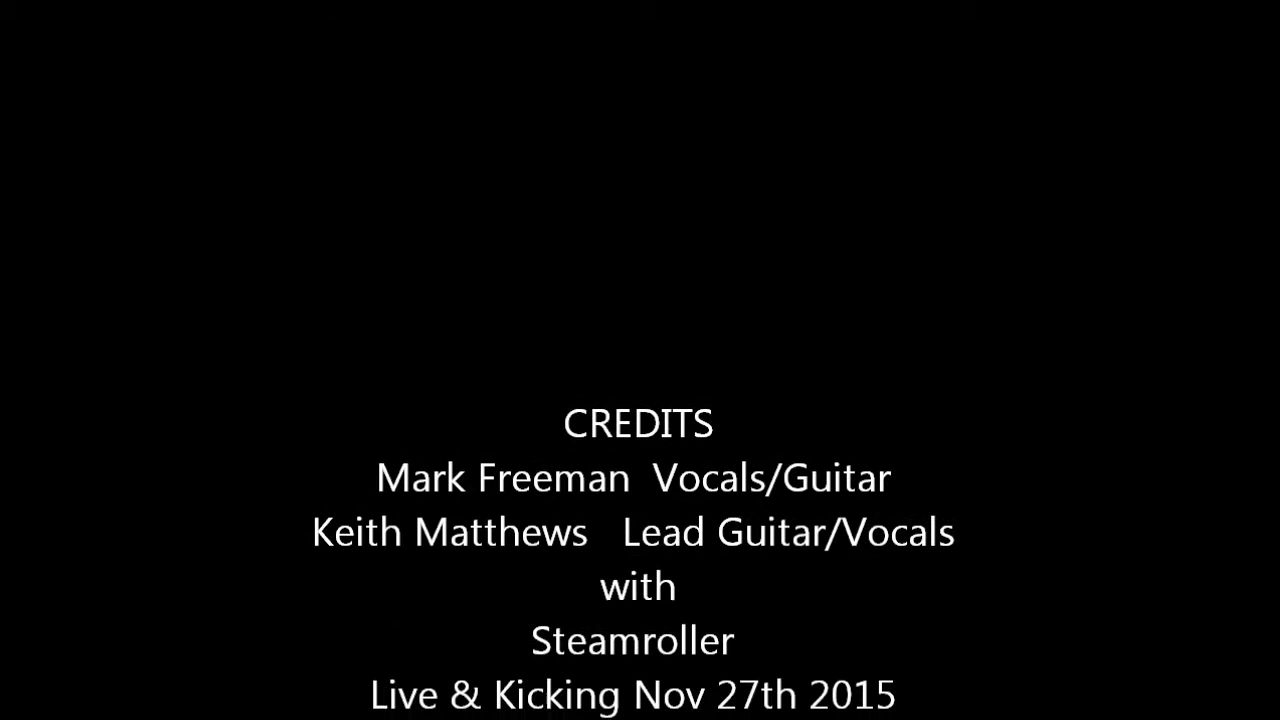 CREDITS
Mark Freeman  Vocals/Guitar
Keith Matthews   Lead Guitar/Vocals
with
Steamroller
Live & Kicking Nov 27th 2015